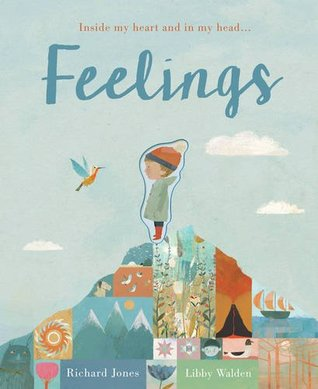 Inside my heart and in my head...
Feelings
Richard Jones
Libby Walden